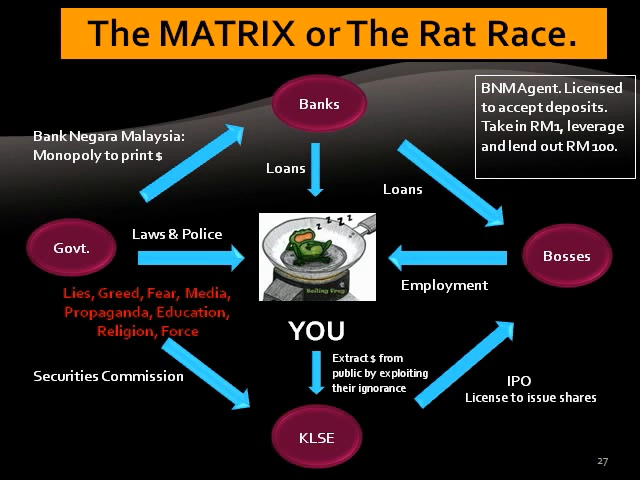 The MATRIX or The Rat Race.
Banks
BNM Agent. Licensed
to accept deposits.
Take in RM1, leverage
and lend out RM 100.
Bank Negara Malaysia:
Monopoly to print $
Loans
Loans
Govt.
Laws & Police
Z Z Z Z
Boiling Frog
Bosses
Employment
Lies, Greed, Fear, Media,
Propaganda, Education,
Religion, Force
YOU
Extract $ from
public by exploiting
their ignorance
Securities Commission
IPO
License to issue shares
KLSE
27